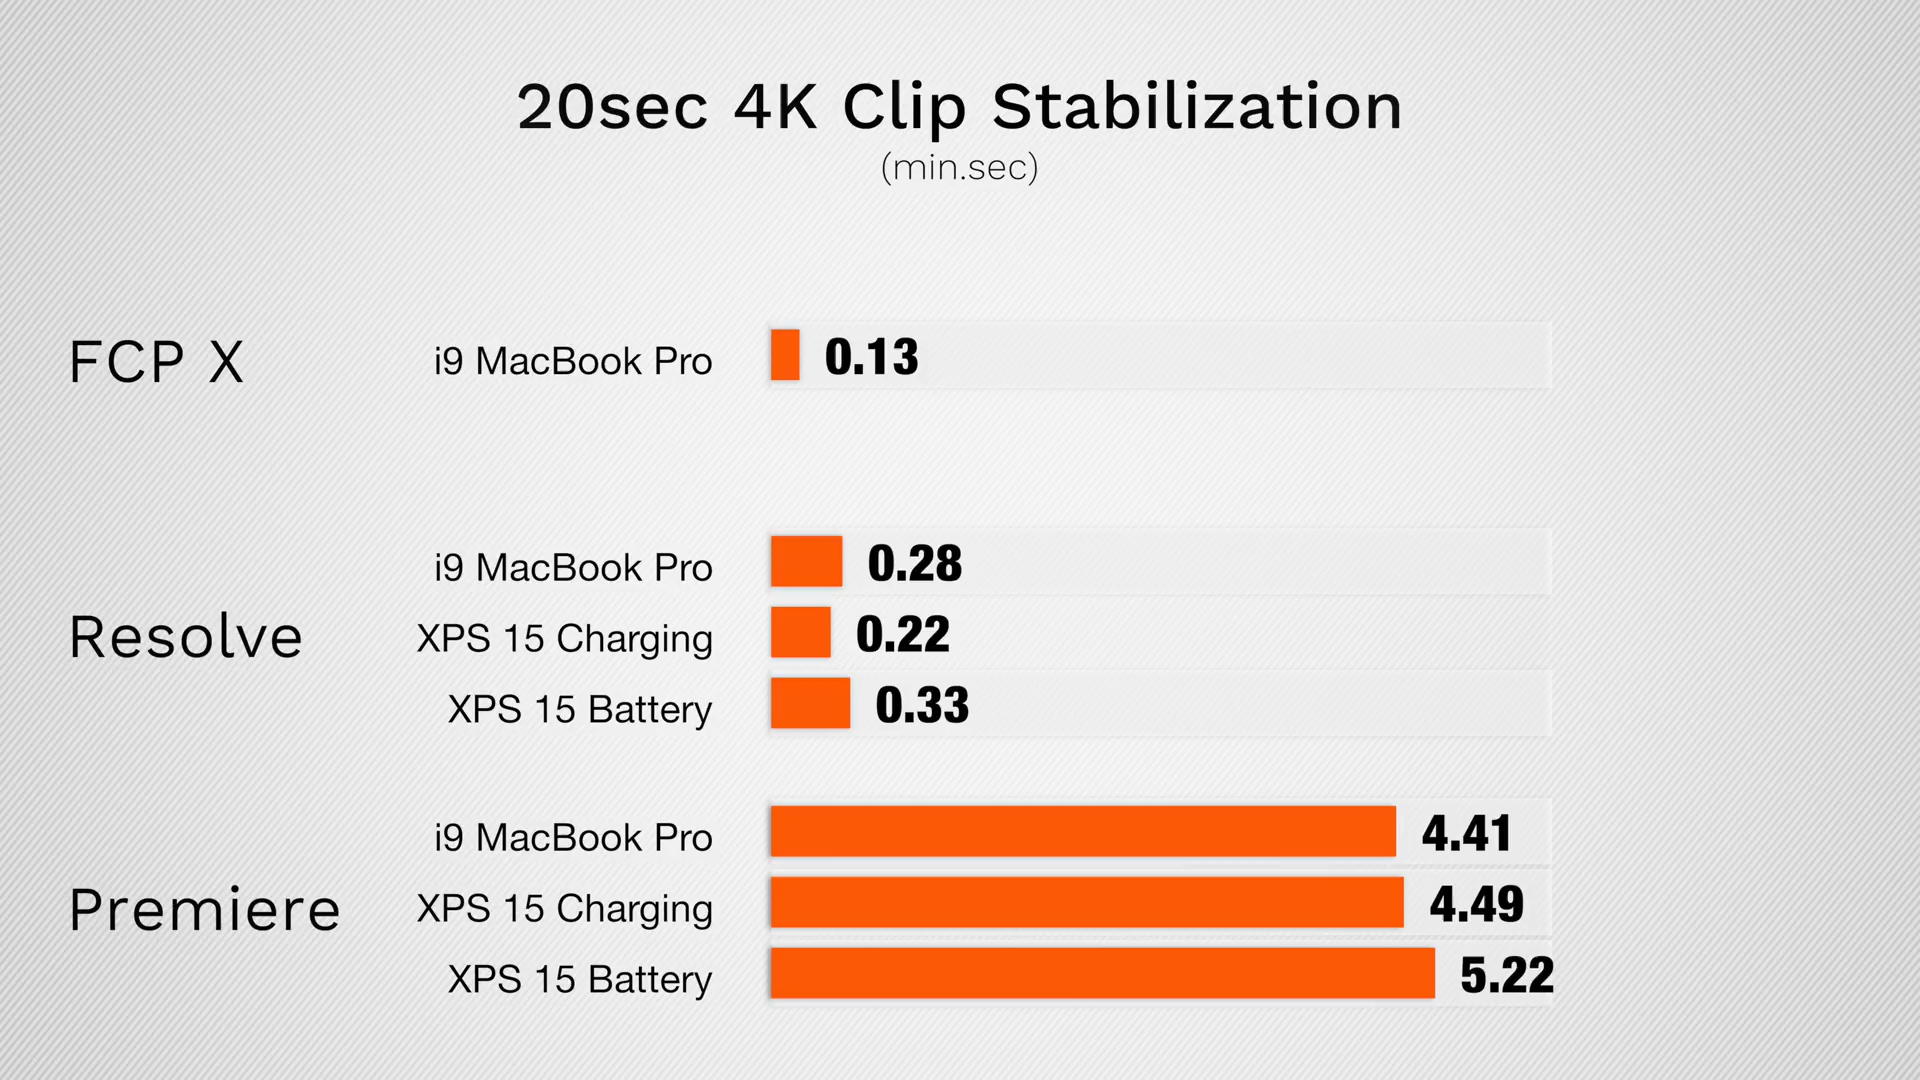 20sec 4K Clip Stabilization
(min.sec)
FCP X
i9 MacBook Pro 0.13
Resolve
i9 MacBook Pro 0.28
XPS 15 Charging 0.22
XPS 15 Battery 0.33
Premiere
i9 MacBook Pro 4.41
XPS 15 Charging 4.49
XPS 15 Battery 5.22